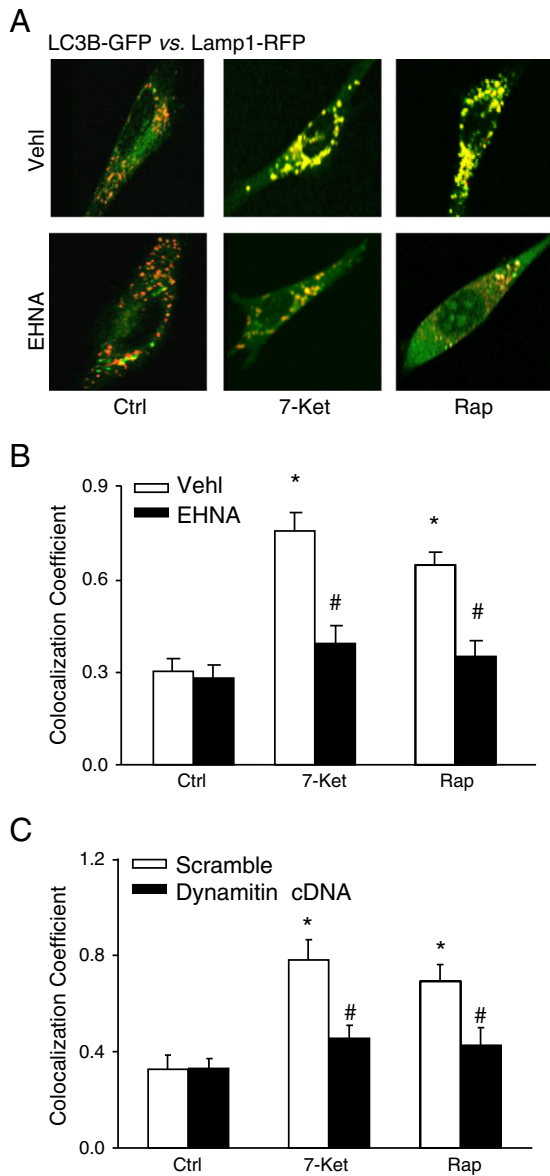 A
LC3B-GFP vs. Lamp1-RFP
Vehl
EHNA
Ctrl 7-Ket Rap
B
Colocalization Coefficient
0.9
0.6
0.3
0.0
Vehl
EHNA
*
#
*
#
Ctrl 7-Ket Rap
C
Colocalization Coefficient
1.2
0.8
0.4
0.0
Scramble
Dynamitin cDNA
*
#
*
#
Ctrl 7-Ket Rap